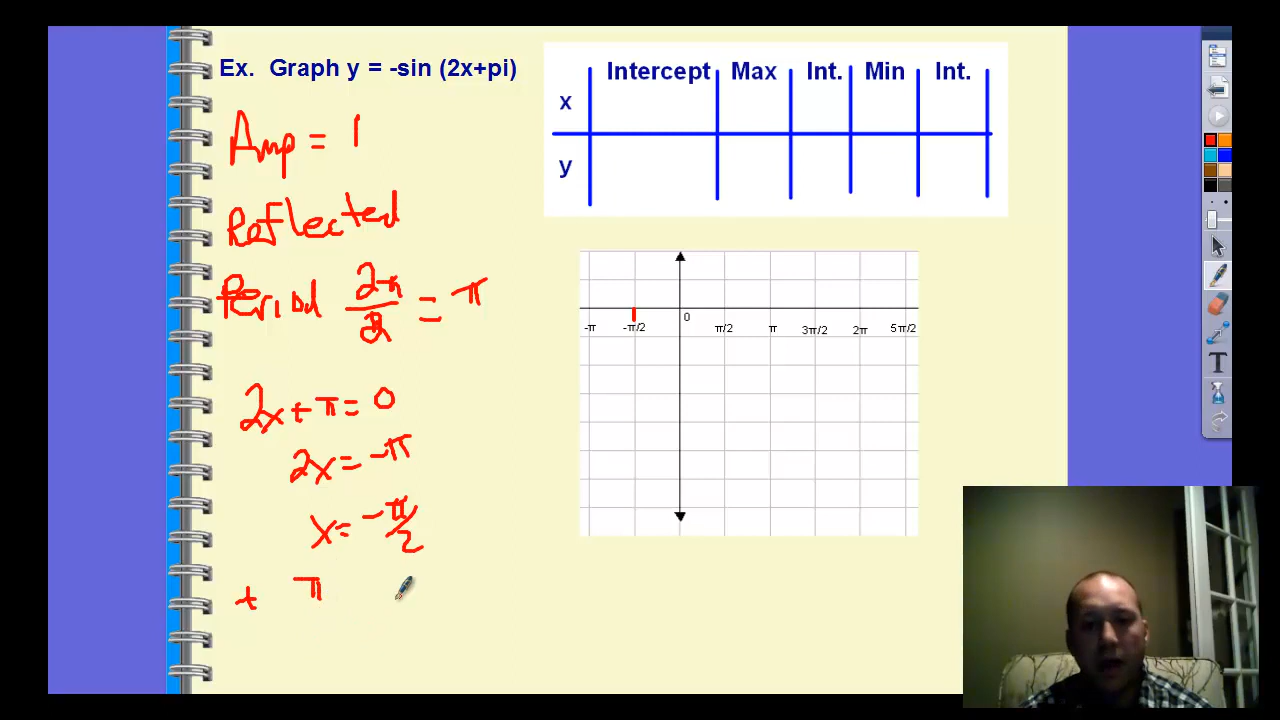 Ex. Graph y = -sin (2x+pi)
Amp = 1
Reflected
Period 2π/2 = π
2x+π=0
2x=-π
x=-π/2
+ π
Intercept Max Int. Min Int.
x
y
0
-π -π/2 π/2 π 3π/2 2π 5π/2
T